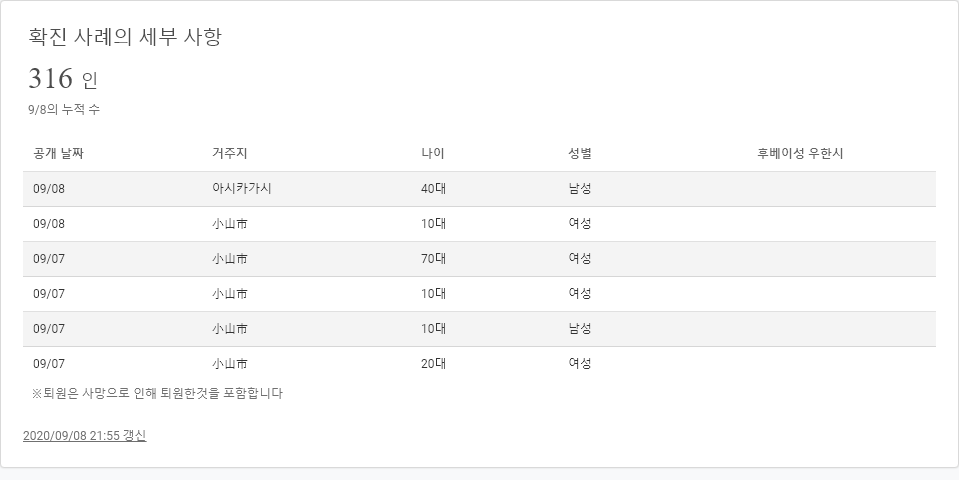 확진 사례의 세부 사항
316 인
9/8의 누적 수
공개 날짜 거주지 나이 성별 후베이성 우한시
09/08 아시카가시 40대 남성
09/08 小山市 10대 여성
09/07 小山市 70대 여성
09/07 小山市 10대 여성
09/07 小山市 10대 남성
09/07 小山市 20대 여성
※퇴원은 사망으로 인해 퇴원한것을 포함합니다
2020/09/08 21:55 갱신